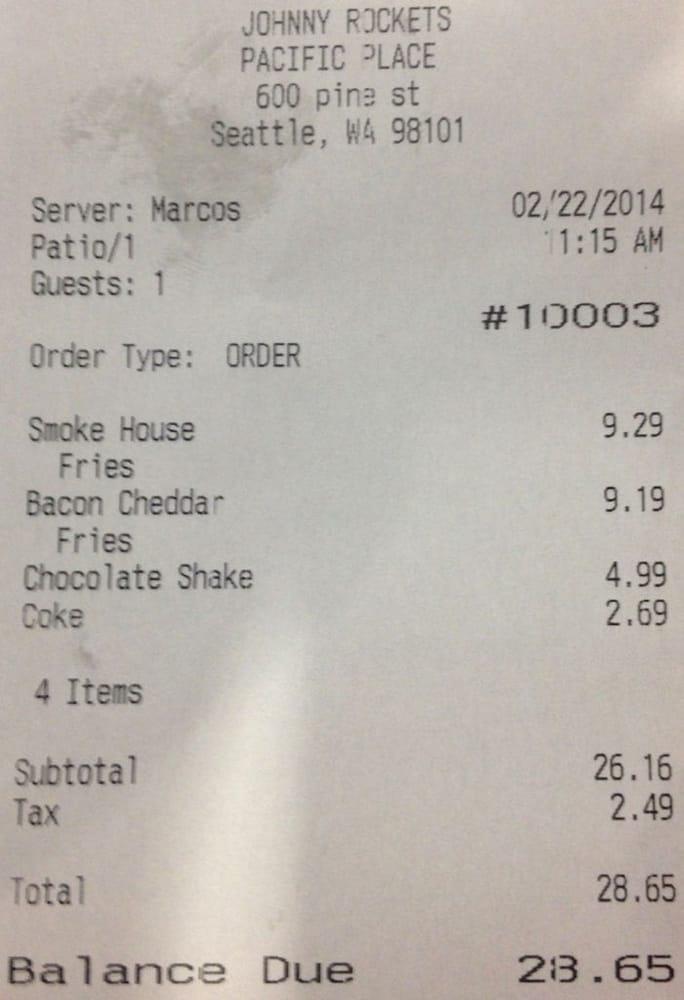 JOHNNY ROCKETS
PACIFIC PLACE
600 pine st
Seattle, WA 98101
Server: Marcos 02/22/2014
Patio/1 11:15 AM
Guests: 1
#10003
Order Type: ORDER
Smoke House 9.29
Fries
Bacon Cheddar 9.19
Fries
Chocolate Shake 4.99
Coke 2.69
4 Items
Subtotal 26.16
Tax 2.49
Total 28.65
Balance Due 28.65